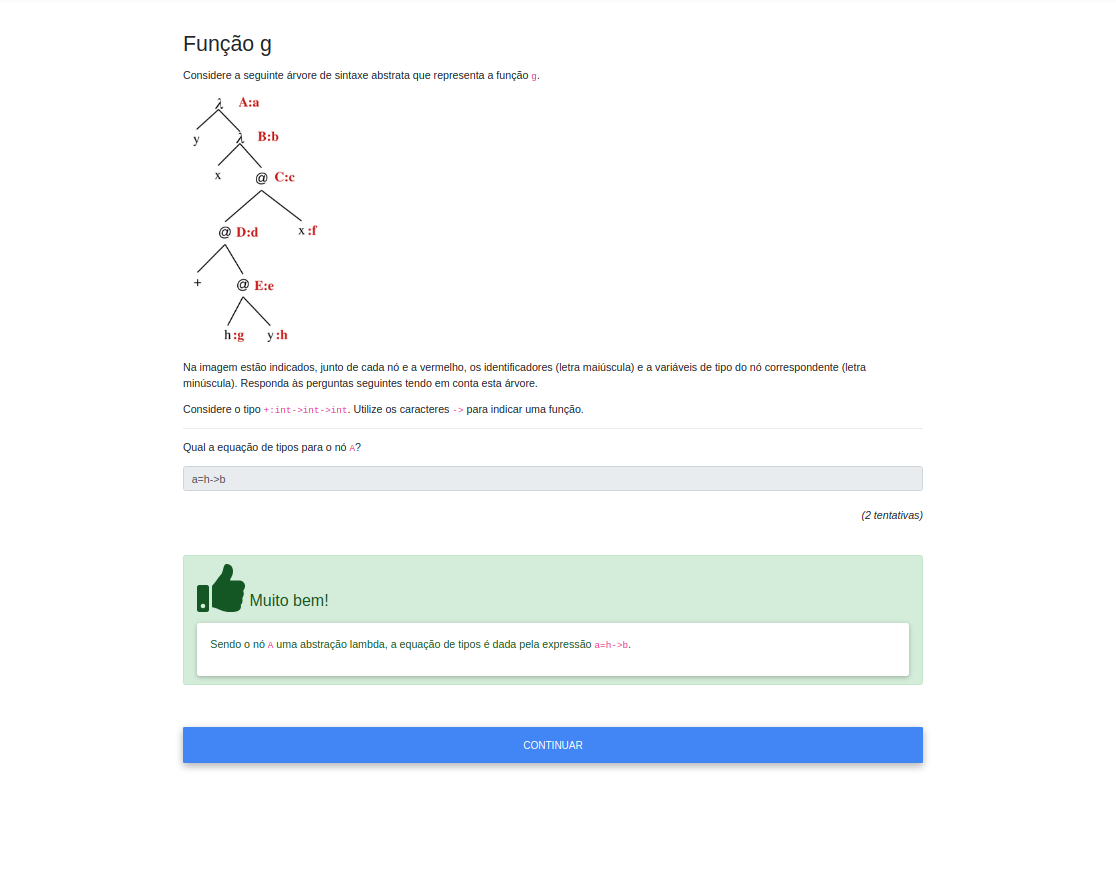 Função g
Considere a seguinte árvore de sintaxe abstrata que representa a função g.
λ A:a
y λ B:b
x @ C:c
@ D:d x :f
+ @ E:e
h :g y :h
Na imagem estão indicados, junto de cada nó e a vermelho, os identificadores (letra maiúscula) e a variáveis de tipo do nó correspondente (letra
minúscula). Responda às perguntas seguintes tendo em conta esta árvore.
Considere o tipo +:int->int->int. Utilize os caracteres -> para indicar uma função.
Qual a equação de tipos para o nó A?
a=h->b
(2 tentativas)
Muito bem!
Sendo o nó A uma abstração lambda, a equação de tipos é dada pela expressão a=h->b.
CONTINUAR